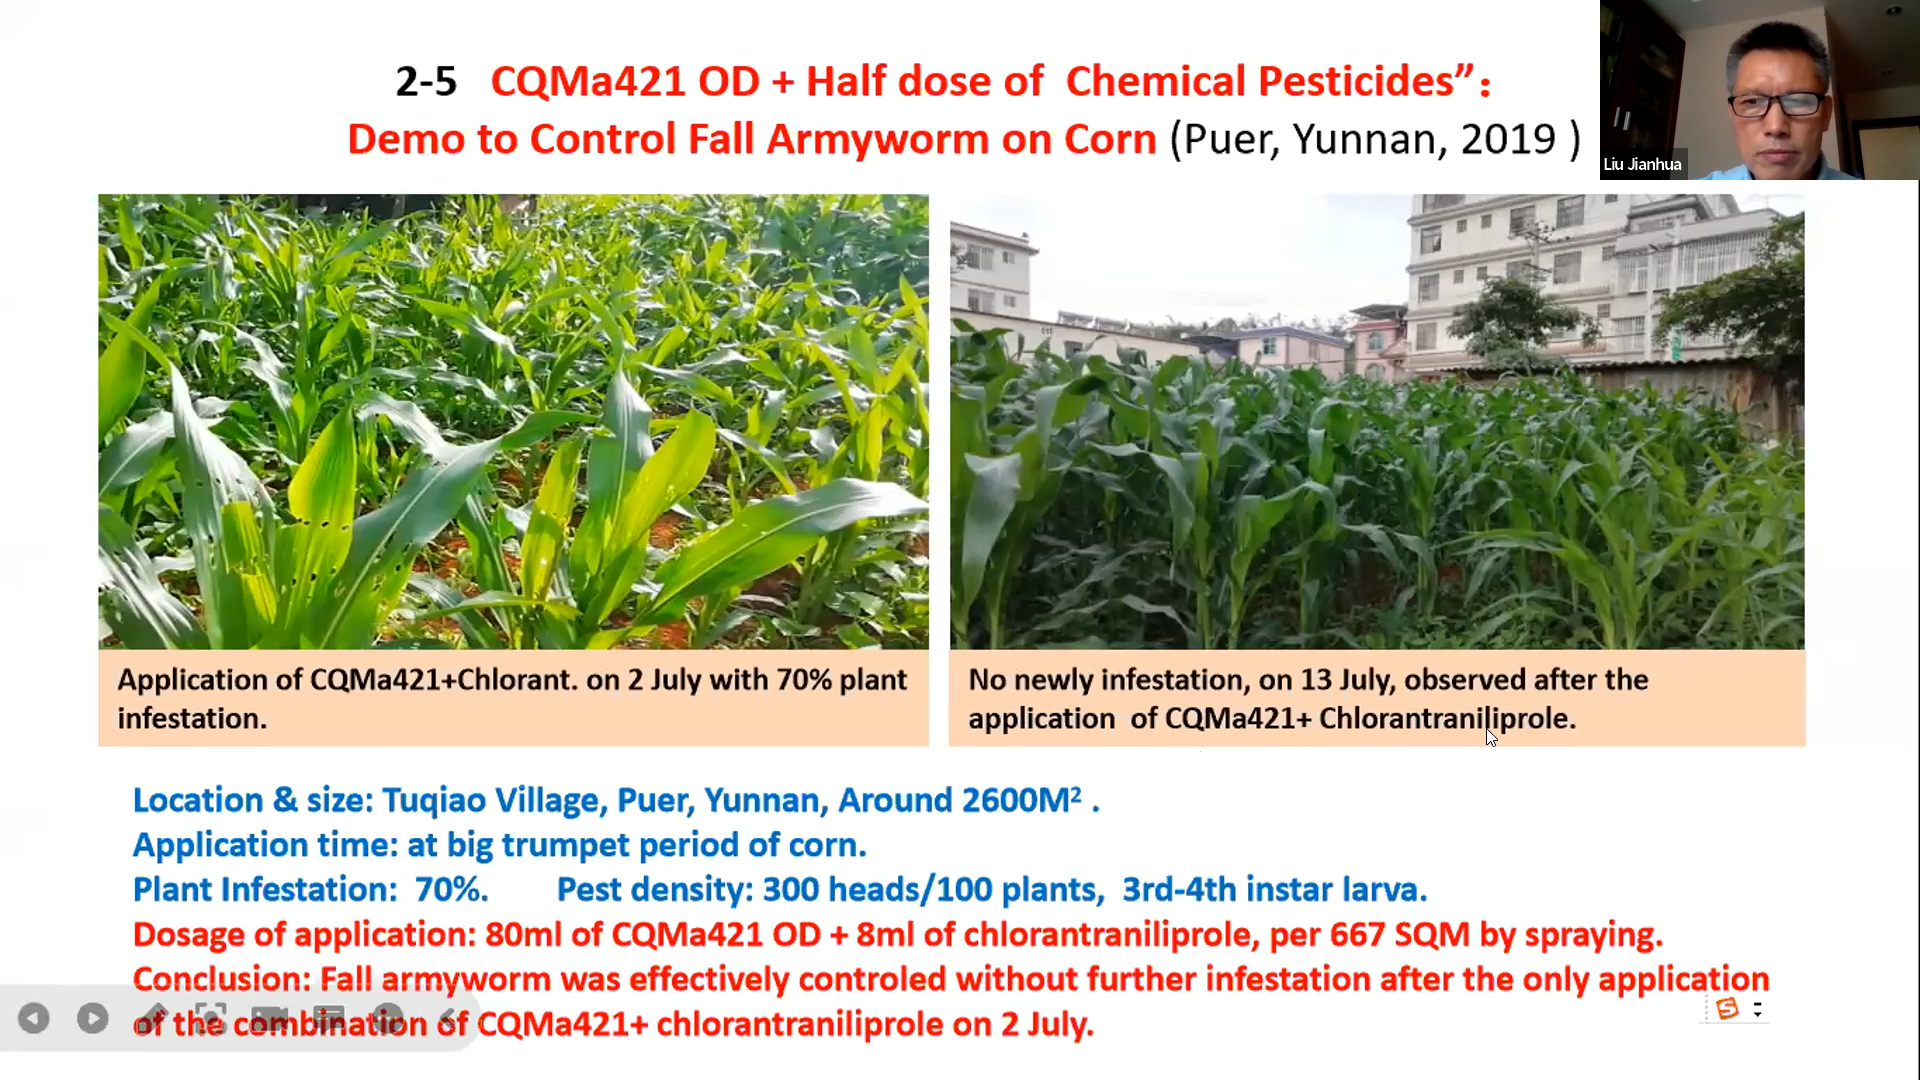 2-5 CQMa421 OD + Half dose of Chemical Pesticides”:
Demo to Control Fall Armyworm on Corn (Puer, Yunnan, 2019 )
Liu Jianhua
Application of CQMa421+Chlorant. on 2 July with 70% plant
infestation.
No newly infestation, on 13 July, observed after the
application of CQMa421+ Chlorantraniliprole.
Location & size: Tuqiao Village, Puer, Yunnan, Around 2600M² .
Application time: at big trumpet period of corn.
Plant Infestation: 70%. Pest density: 300 heads/100 plants, 3rd-4th instar larva.
Dosage of application: 80ml of CQMa421 OD + 8ml of chlorantraniliprole, per 667 SQM by spraying.
Conclusion: Fall armyworm was effectively controled without further infestation after the only application
of the combination of CQMa421+ chlorantraniliprole on 2 July.